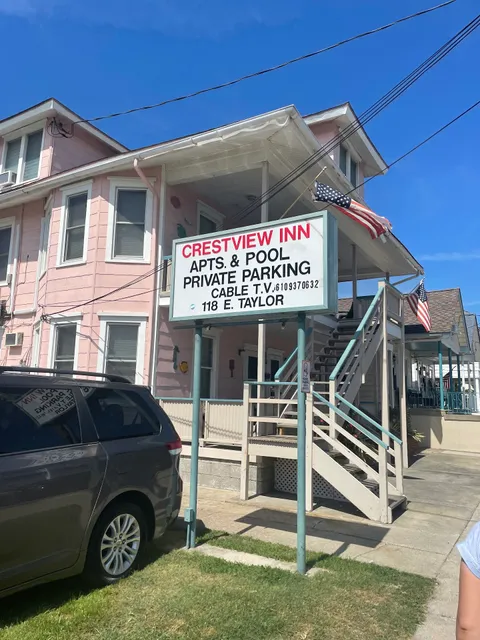 CRESTVIEW INN
APTS. & POOL
PRIVATE PARKING
CABLE T.V. 6109370632
118 E. TAYLOR